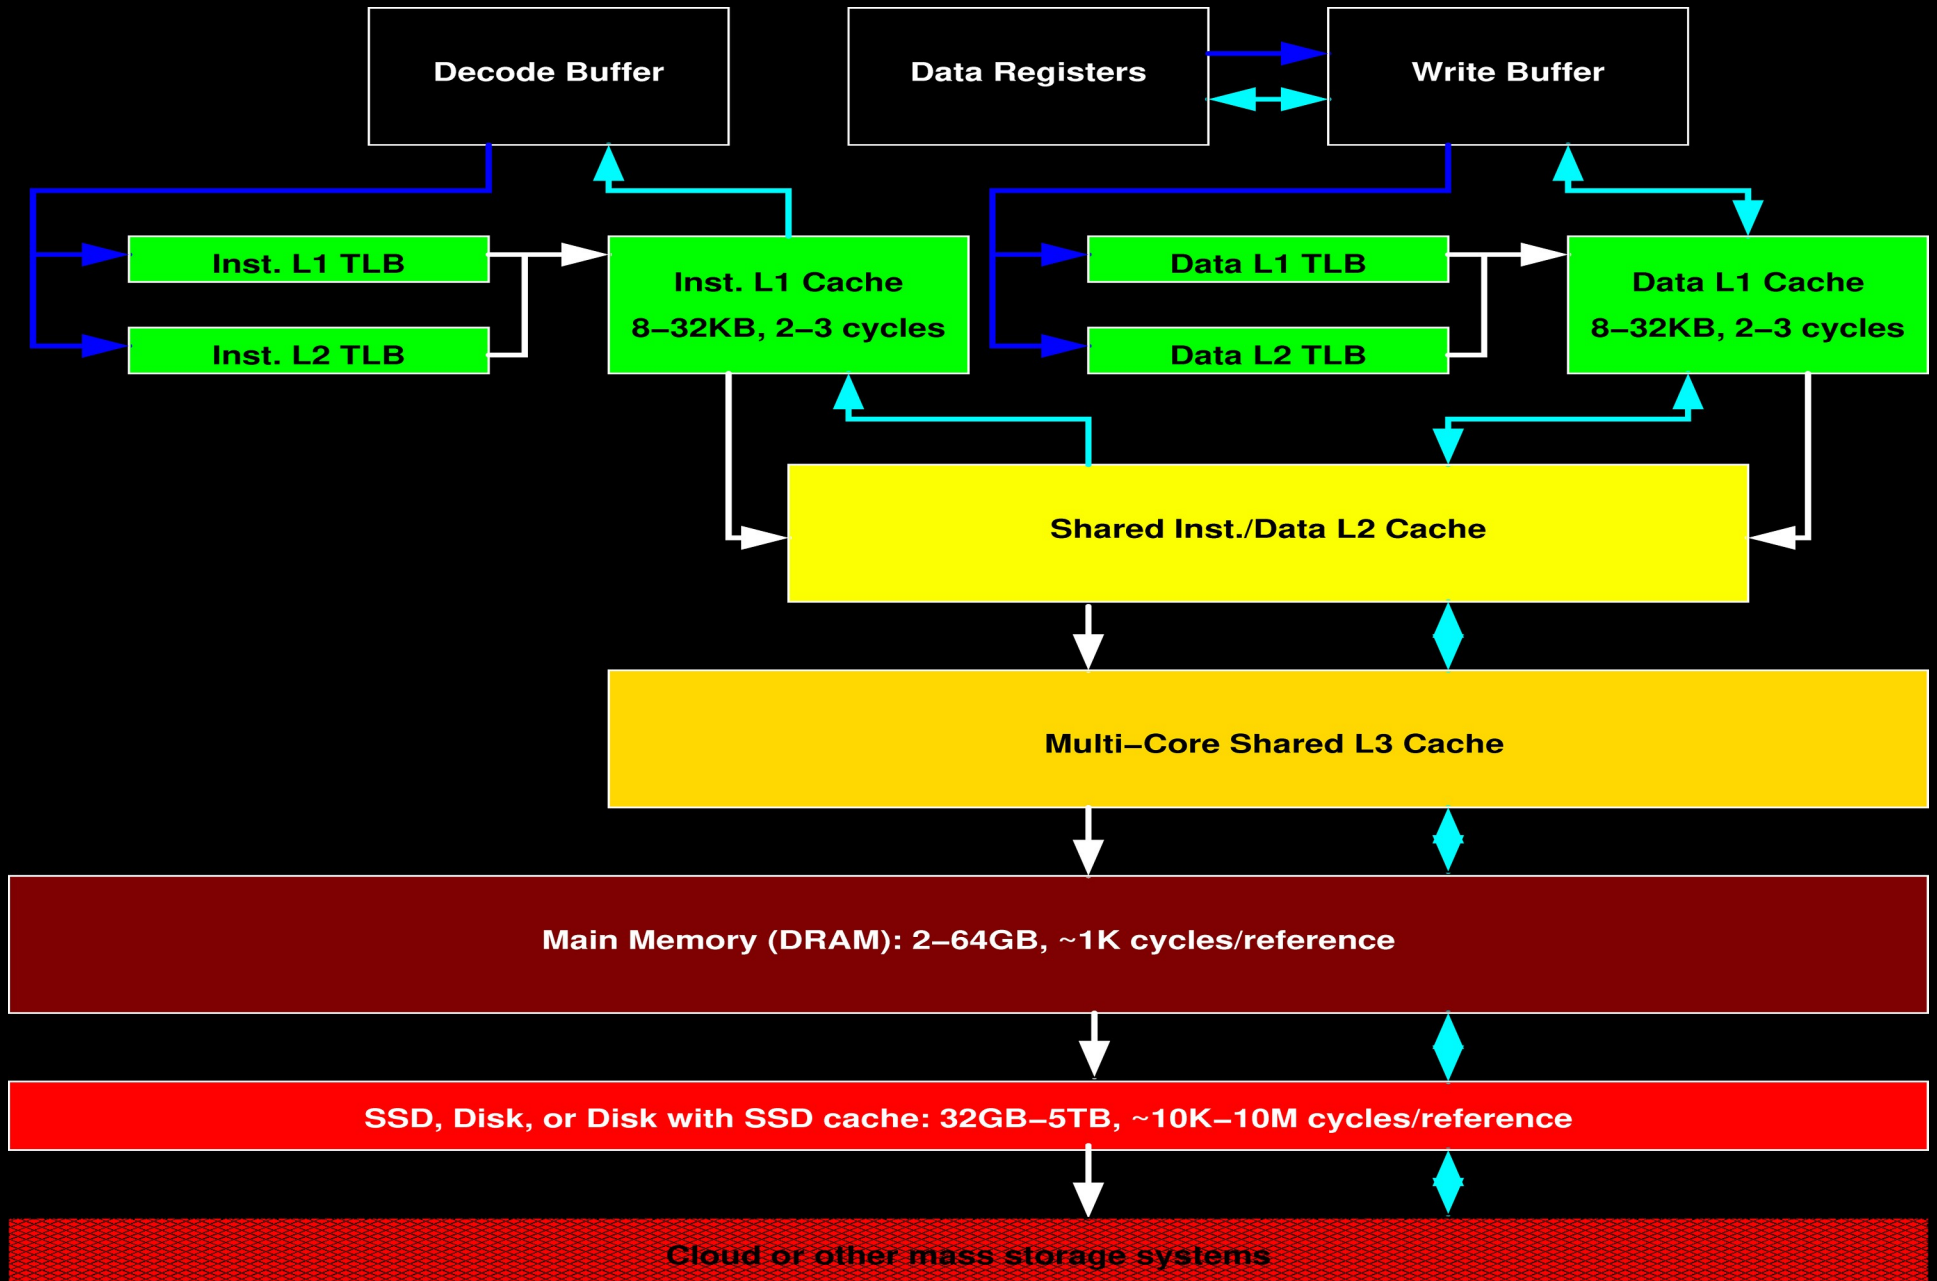 Decode Buffer
Data Registers
Write Buffer
Inst. L1 TLB
Inst. L2 TLB
Inst. L1 Cache
8–32KB, 2–3 cycles
Data L1 TLB
Data L2 TLB
Data L1 Cache
8–32KB, 2–3 cycles
Shared Inst./Data L2 Cache
Multi–Core Shared L3 Cache
Main Memory (DRAM): 2–64GB, ~1K cycles/reference
SSD, Disk, or Disk with SSD cache: 32GB–5TB, ~10K–10M cycles/reference
Cloud or other mass storage systems